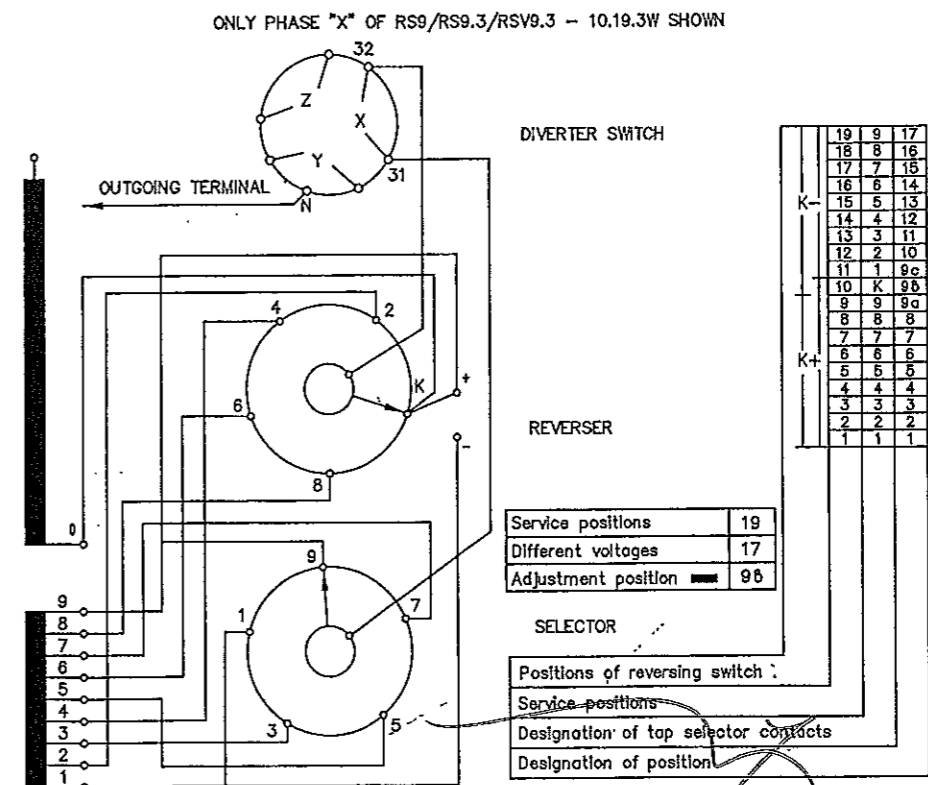 ONLY PHASE "X" OF RS9/RS9.3/RSV9.3 – 10.19.3W SHOWN
32
Z
X
Y
31
N
OUTGOING TERMINAL
DIVERTER SWITCH
K-
K+
19 9 17
18 8 16
17 7 15
16 6 14
15 5 13
14 4 12
13 3 11
12 2 10
11 1 9c
10 K 9б
9 9 9a
8 8 8
7 7 7
6 6 6
5 5 5
4 4 4
3 3 3
2 2 2
1 1 1
4
2
K
+
-
6
8
REVERSER
0
Service positions 19
Different voltages 17
Adjustment position 9б
9
1
7
3
5
SELECTOR
9
8
7
6
5
4
3
2
1
Positions of reversing switch
Service positions
Designation of tap selector contacts
Designation of position